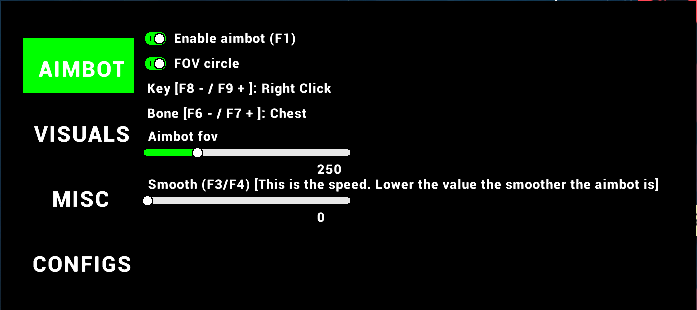 AIMBOT
VISUALS
MISC
CONFIGS
Enable aimbot (F1)
FOV circle
Key [F8 - / F9 + ]: Right Click
Bone [F6 - / F7 + ]: Chest
Aimbot fov
250
Smooth (F3/F4) [This is the speed. Lower the value the smoother the aimbot is]
0